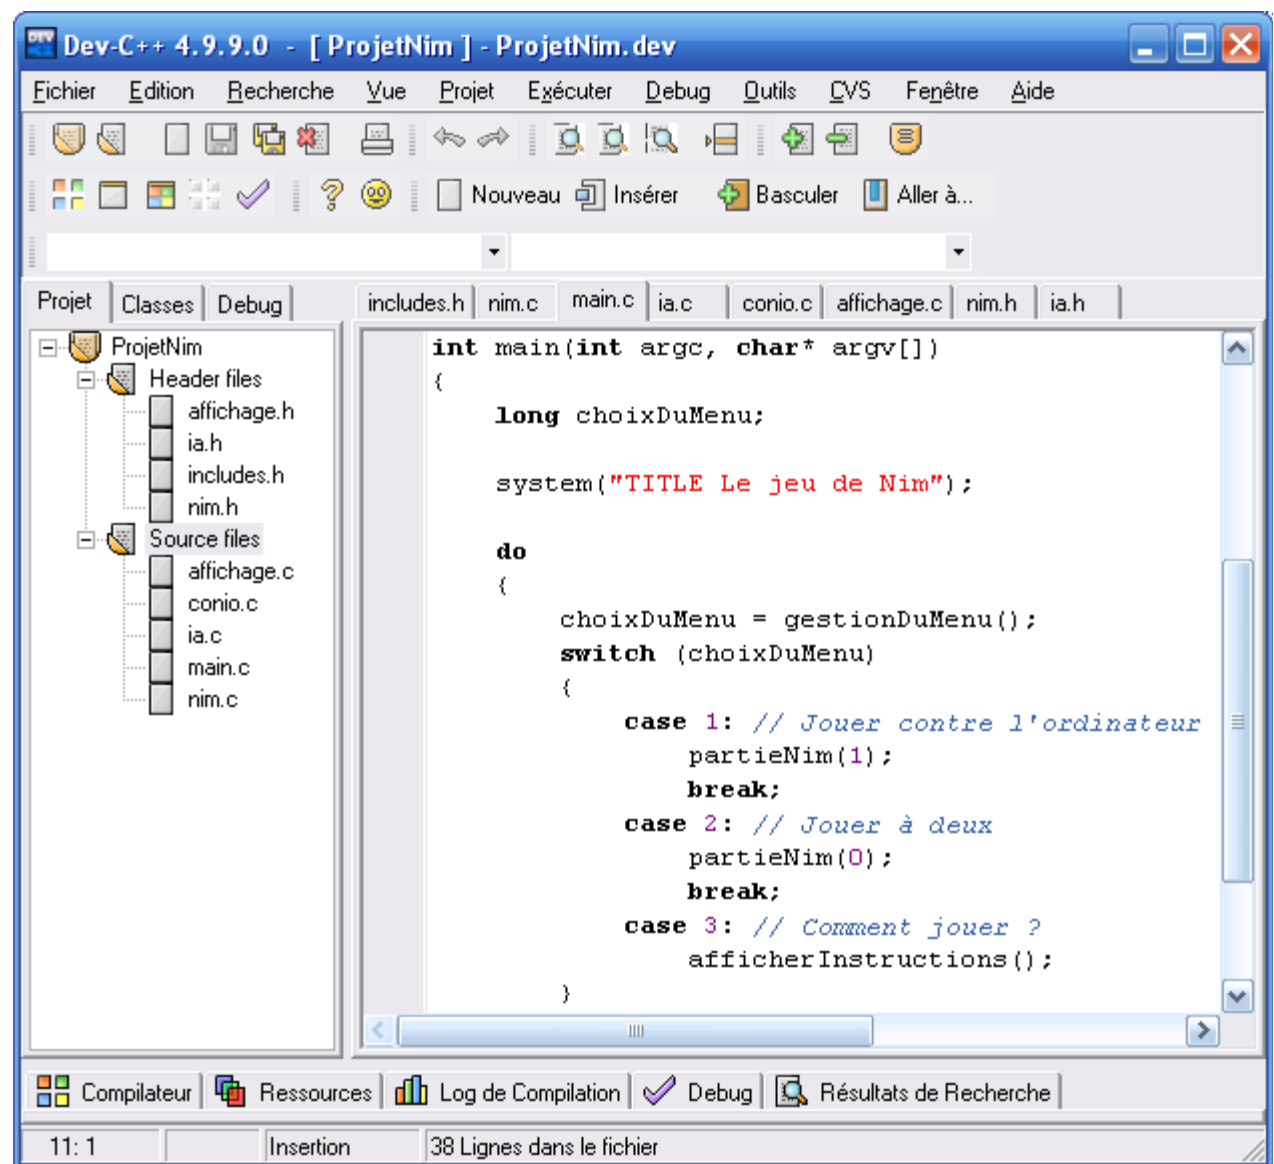 Dev-C++ 4.9.9.0 - [ ProjetNim ] - ProjetNim.dev
Fichier Edition Recherche Vue Projet Exécuter Debug Outils CVS Fenêtre Aide
Nouveau Insérer Basculer Aller à...
Projet Classes Debug
includes.h nim.c main.c ia.c conio.c affichage.c nim.h ia.h
ProjetNim
Header files
affichage.h
ia.h
includes.h
nim.h
Source files
affichage.c
conio.c
ia.c
main.c
nim.c
int main(int argc, char* argv[])
{
long choixDuMenu;
system("TITLE Le jeu de Nim");
do
{
choixDuMenu = gestionDuMenu();
switch (choixDuMenu)
{
case 1: // Jouer contre l'ordinateur
partieNim(1);
break;
case 2: // Jouer à deux
partieNim(0);
break;
case 3: // Comment jouer ?
afficherInstructions();
}
Compilateur Ressources Log de Compilation Debug Résultats de Recherche
11: 1 Insertion 38 Lignes dans le fichier